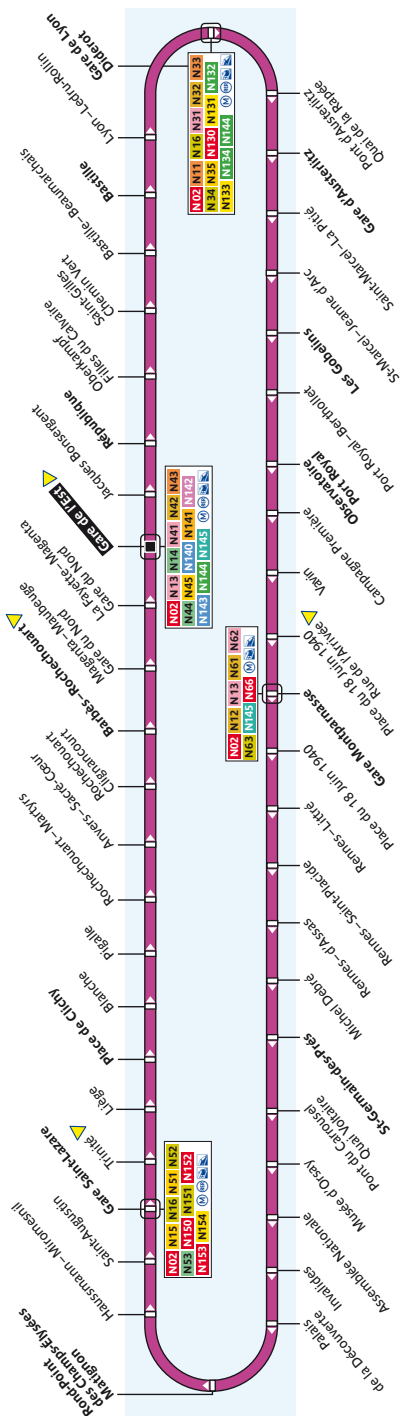 Gare de Lyon
Diderot
Lyon–Ledru-Rollin
Bastille
Bastille–Beaumarchais
Saint-Gilles
Chemin Vert
Oberkampf
Filles du Calvaire
République
Jacques Bonsergent
Gare de l'Est
La Fayette–Magenta
Gare du Nord
Magenta–Maubeuge
Gare du Nord
Barbès–Rochechouart
Rochechouart
Clignancourt
Anvers–Sacré-Cœur
Rochechouart–Martyrs
Pigalle
Blanche
Place de Clichy
Liège
Trinité
Gare Saint-Lazare
Saint-Augustin
Haussmann–Miromesnil
Rond-Point
des Champs-Élysées
Matignon
N02 N11 N16 N31 N32 N33
N34 N35 N130 N131 N132
N133 N134 N144 M RER
N02 N13 N14 N41 N42 N43
N44 N45 N140 N141 N142
N143 N144 N145 M RER
N02 N12 N13 N61 N62
N63 N145 N66 M RER
N02 N15 N16 N51 N52
N53 N150 N151 N152
N153 N154 M RER
Pont d'Austerlitz
Quai de la Rapée
Gare d'Austerlitz
Saint-Marcel–La Pitié
St-Marcel–Jeanne d'Arc
Les Gobelins
Port Royal–Berthollet
Observatoire
Port Royal
Campagne Première
Vavin
Place du 18 Juin 1940
Rue de l'Arrivée
Gare Montparnasse
Place du 18 Juin 1940
Rennes–Littré
Rennes–Saint-Placide
Rennes–d'Assas
Michel Debré
St-Germain-des-Prés
Pont du Carrousel
Quai Voltaire
Musée d'Orsay
Assemblée Nationale
Invalides
Palais
de la Découverte